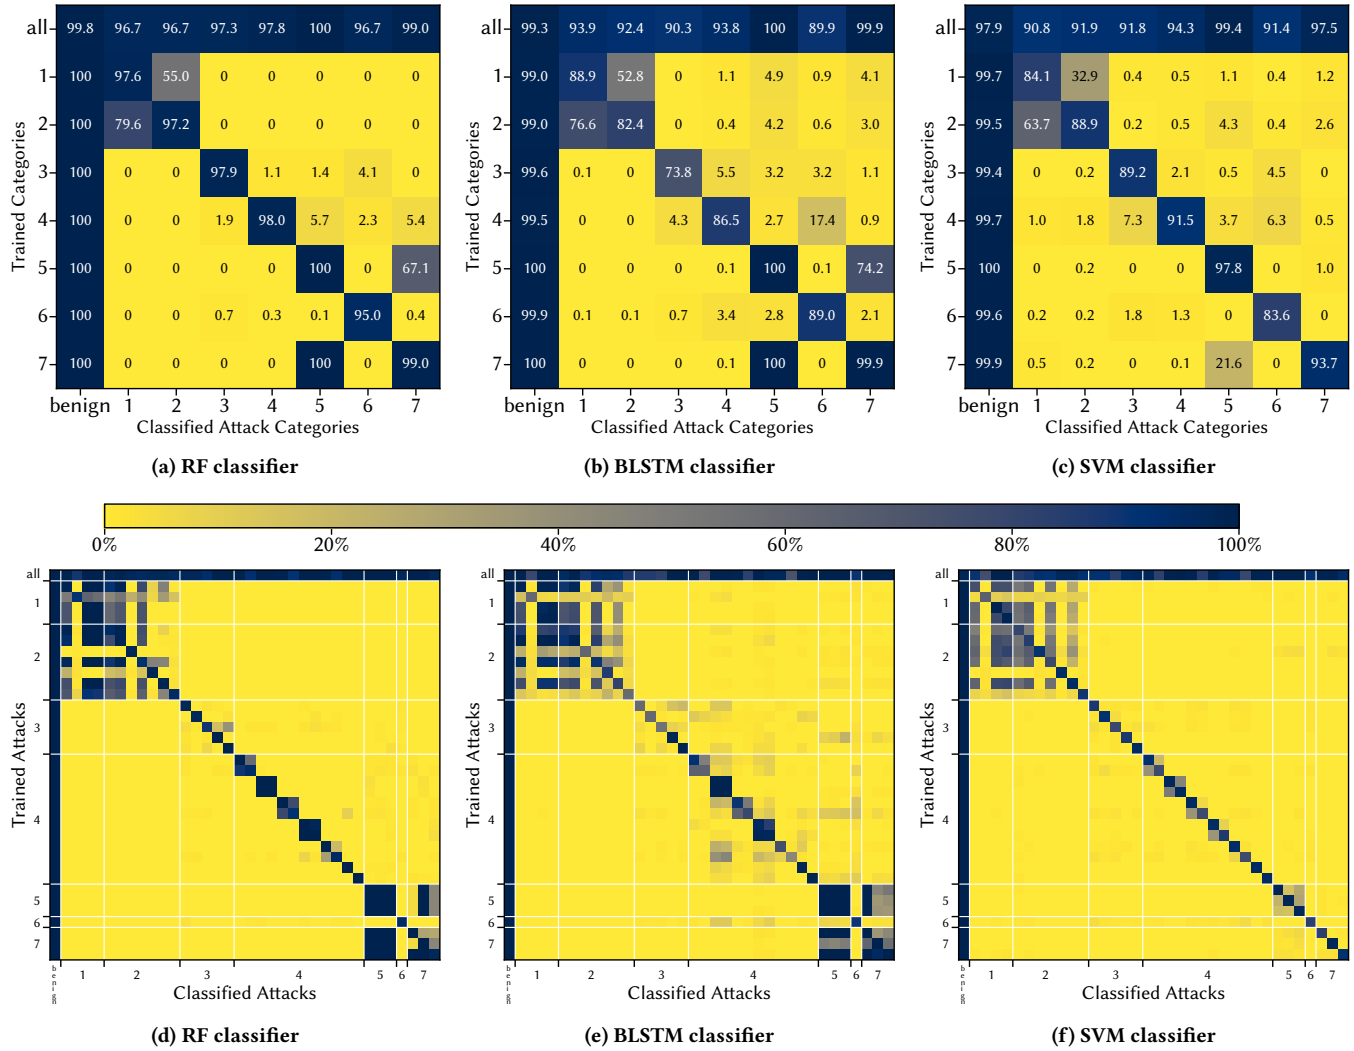 all 99.8 96.7 96.7 97.3 97.8 100 96.7 99.0
1 100 97.6 55.0 0 0 0 0 0
2 100 79.6 97.2 0 0 0 0 0
3 100 0 0 97.9 1.1 1.4 4.1 0
4 100 0 0 1.9 98.0 5.7 2.3 5.4
5 100 0 0 0 0 100 0 67.1
6 100 0 0 0.7 0.3 0.1 95.0 0.4
7 100 0 0 0 0 100 0 99.0
benign 1 2 3 4 5 6 7
Trained Categories
Classified Attack Categories
(a) RF classifier
all 99.3 93.9 92.4 90.3 93.8 100 89.9 99.9
1 99.0 88.9 52.8 0 1.1 4.9 0.9 4.1
2 99.0 76.6 82.4 0 0.4 4.2 0.6 3.0
3 99.6 0.1 0 73.8 5.5 3.2 3.2 1.1
4 99.5 0 0 4.3 86.5 2.7 17.4 0.9
5 100 0 0 0 0.1 100 0.1 74.2
6 99.9 0.1 0.1 0.7 3.4 2.8 89.0 2.1
7 100 0 0 0 0.1 100 0 99.9
benign 1 2 3 4 5 6 7
Trained Categories
Classified Attack Categories
(b) BLSTM classifier
all 97.9 90.8 91.9 91.8 94.3 99.4 91.4 97.5
1 99.7 84.1 32.9 0.4 0.5 1.1 0.4 1.2
2 99.5 63.7 88.9 0.2 0.5 4.3 0.4 2.6
3 99.4 0 0.2 89.2 2.1 0.5 4.5 0
4 99.7 1.0 1.8 7.3 91.5 3.7 6.3 0.5
5 100 0 0.2 0 0 97.8 0 1.0
6 99.6 0.2 0.2 1.8 1.3 0 83.6 0
7 99.9 0.5 0.2 0 0.1 21.6 0 93.7
benign 1 2 3 4 5 6 7
Trained Categories
Classified Attack Categories
(c) SVM classifier
0% 20% 40% 60% 80% 100%
all
1
2
3
4
5
6
7
benign 1 2 3 4 5 6 7
Trained Attacks
Classified Attacks
(d) RF classifier
all
1
2
3
4
5
6
7
benign 1 2 3 4 5 6 7
Trained Attacks
Classified Attacks
(e) BLSTM classifier
all
1
2
3
4
5
6
7
benign 1 2 3 4 5 6 7
Trained Attacks
Classified Attacks
(f) SVM classifier